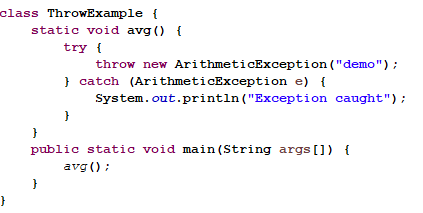 class ThrowExample {
    static void avg() {
        try {
            throw new ArithmeticException("demo");
        } catch (ArithmeticException e) {
            System.out.println("Exception caught");
        }
    }
    public static void main(String args[]) {
        avg();
    }
}